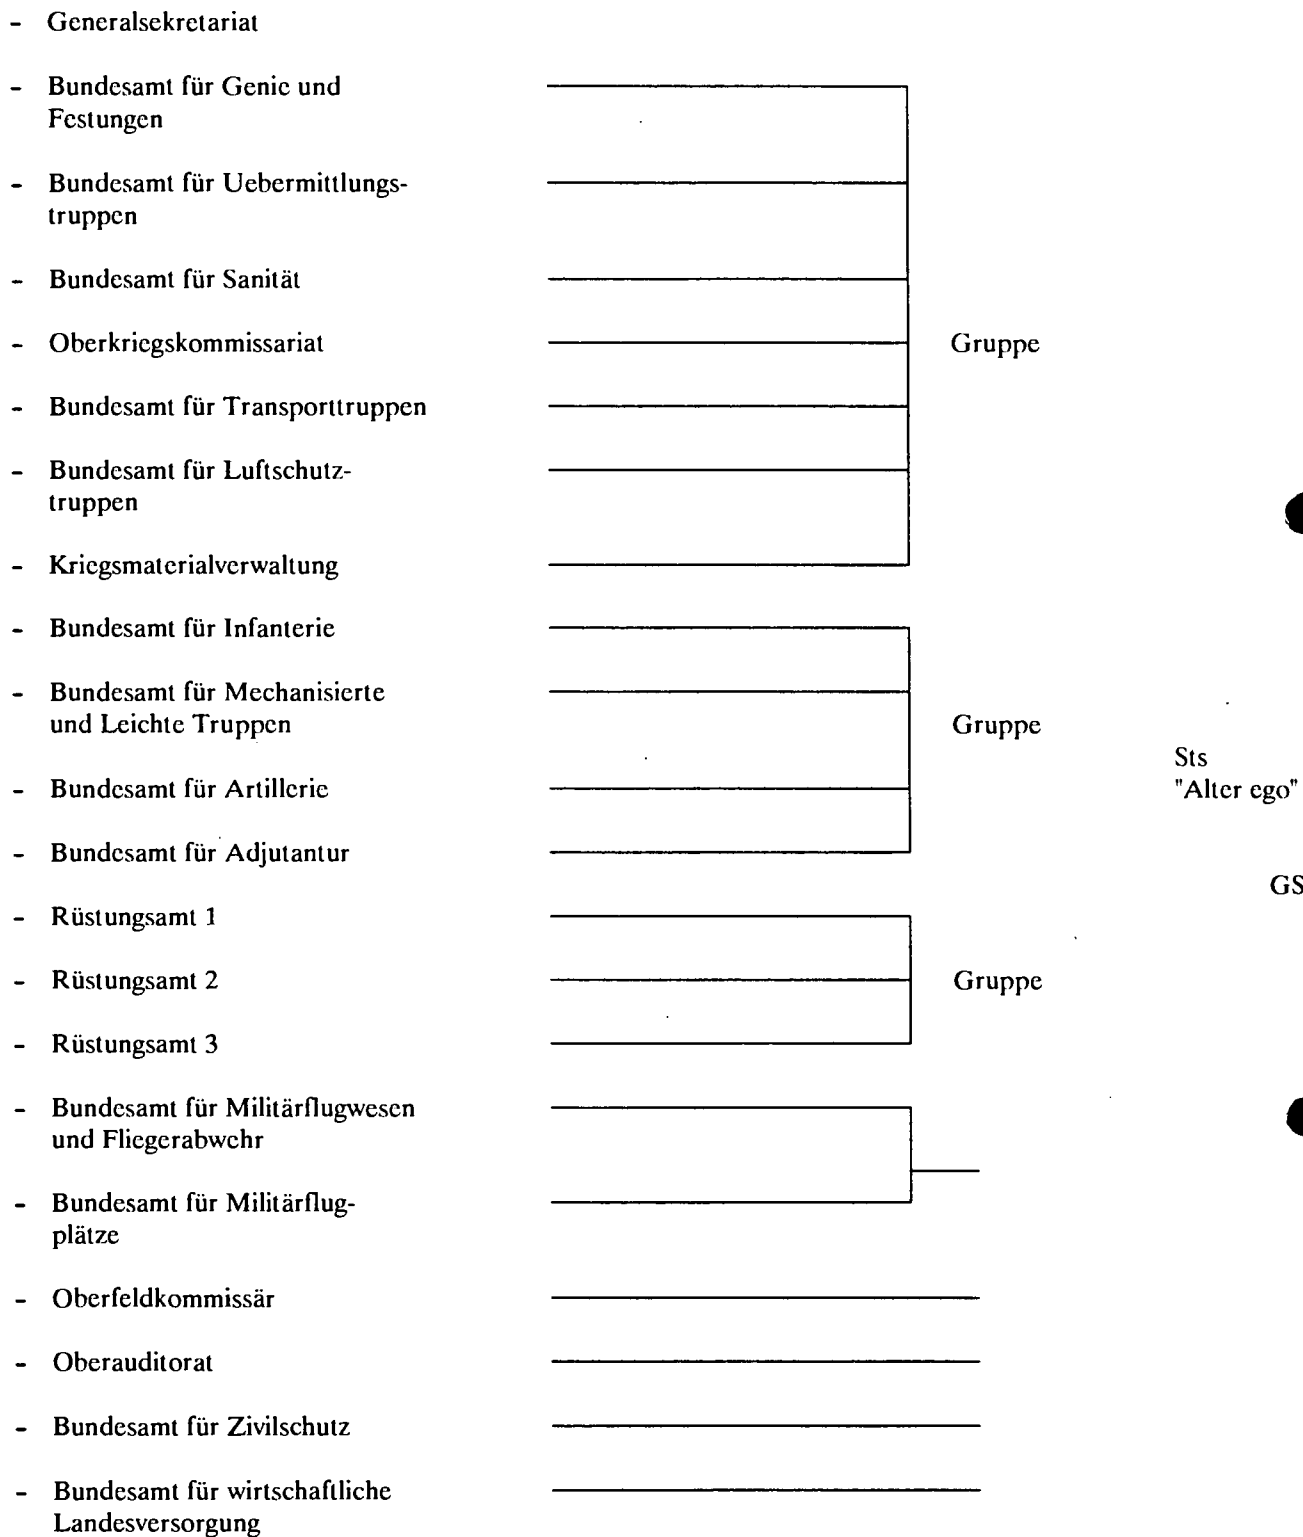 - Generalsekretariat
- Bundesamt für Genie und
Festungen
- Bundesamt für Uebermittlungs-
truppen
- Bundesamt für Sanität
- Oberkriegskommissariat
Gruppe
- Bundesamt für Transporttruppen
- Bundesamt für Luftschutz-
truppen
- Kriegsmaterialverwaltung
- Bundesamt für Infanterie
- Bundesamt für Mechanisierte
und Leichte Truppen
Gruppe
Sts
"Alter ego"
- Bundesamt für Artillerie
- Bundesamt für Adjutantur
GS
- Rüstungsamt 1
- Rüstungsamt 2
Gruppe
- Rüstungsamt 3
- Bundesamt für Militärflugwesen
und Fliegerabwehr
- Bundesamt für Militärflug-
plätze
- Oberfeldkommissär
- Oberauditorat
- Bundesamt für Zivilschutz
- Bundesamt für wirtschaftliche
Landesversorgung